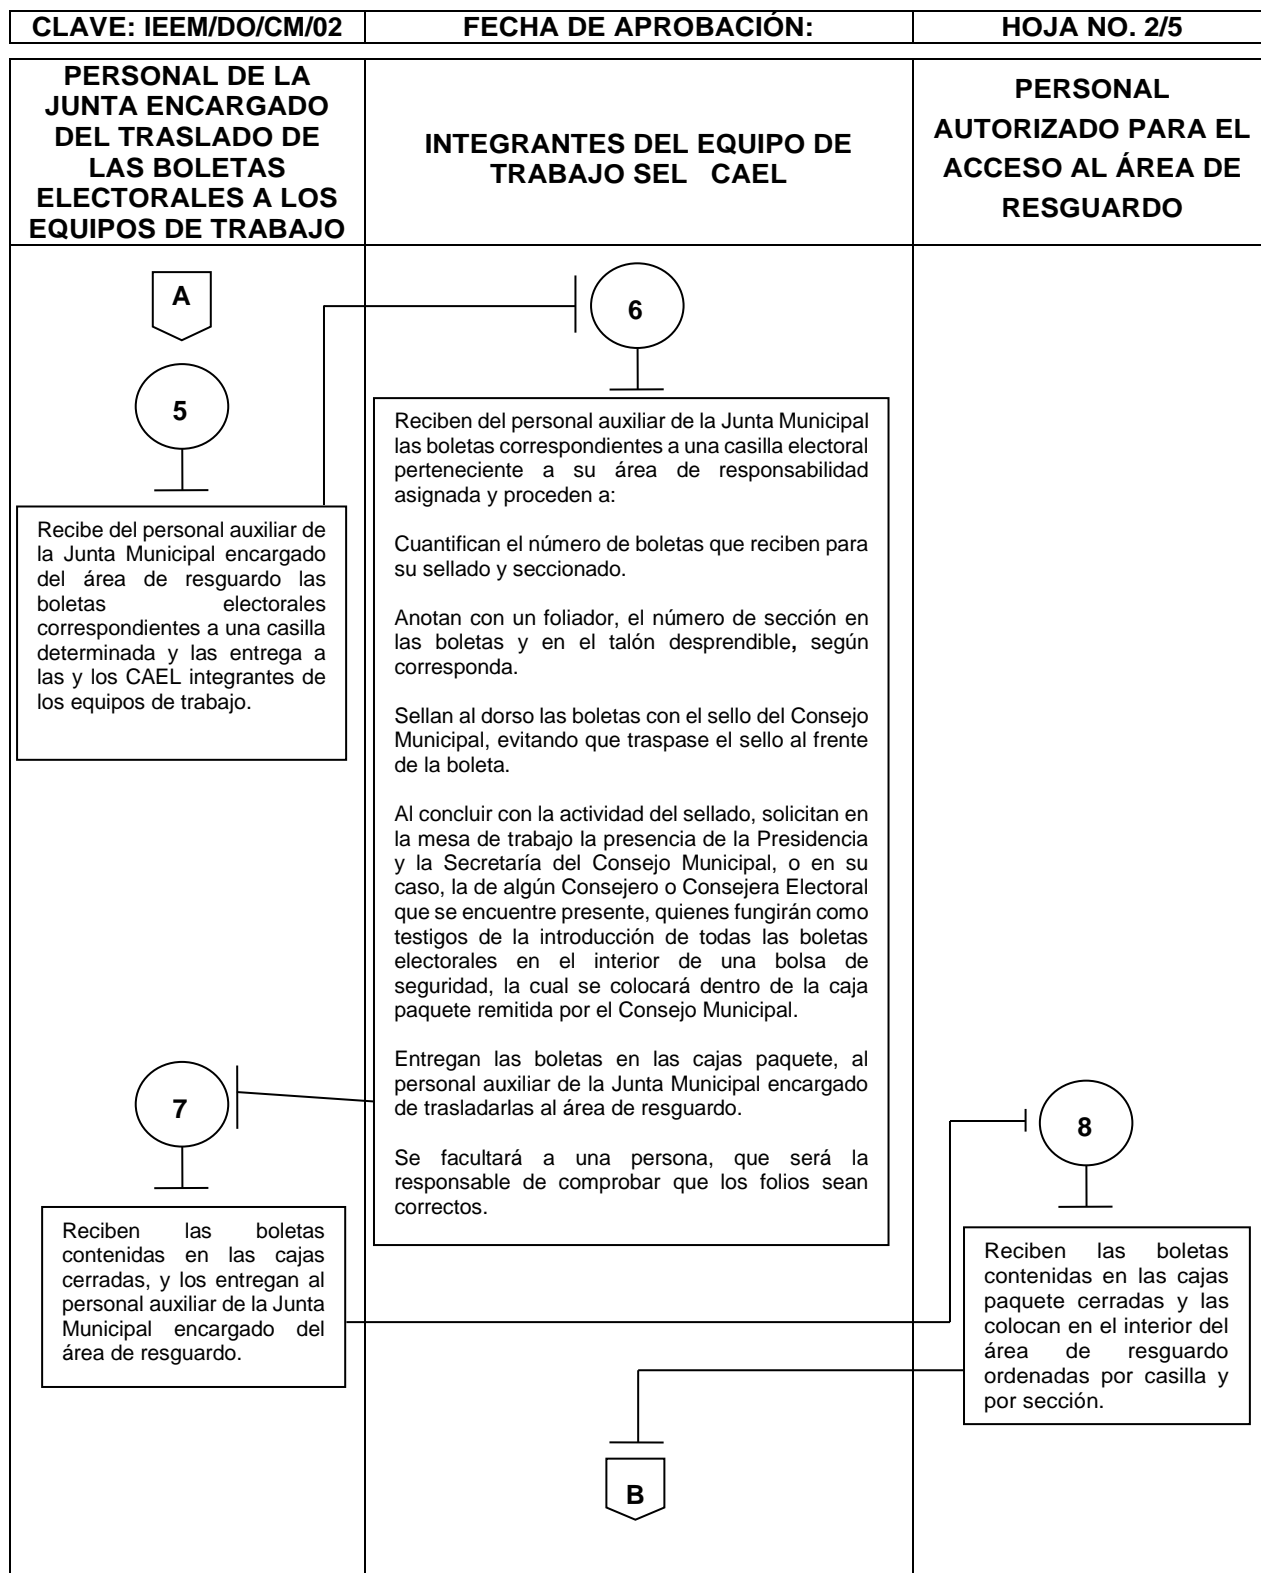 CLAVE: IEEM/DO/CM/02
FECHA DE APROBACIÓN:
HOJA NO. 2/5
PERSONAL DE LA
JUNTA ENCARGADO
DEL TRASLADO DE
LAS BOLETAS
ELECTORALES A LOS
EQUIPOS DE TRABAJO
INTEGRANTES DEL EQUIPO DE
TRABAJO SEL CAEL
PERSONAL
AUTORIZADO PARA EL
ACCESO AL ÁREA DE
RESGUARDO
A
5
Recibe del personal auxiliar de
la Junta Municipal encargado
del área de resguardo las
boletas electorales
correspondientes a una casilla
determinada y las entrega a
las y los CAEL integrantes de
los equipos de trabajo.
6
Reciben del personal auxiliar de la Junta Municipal
las boletas correspondientes a una casilla electoral
perteneciente a su área de responsabilidad
asignada y proceden a:
Cuantifican el número de boletas que reciben para
su sellado y seccionado.
Anotan con un foliador, el número de sección en
las boletas y en el talón desprendible, según
corresponda.
Sellan al dorso las boletas con el sello del Consejo
Municipal, evitando que traspase el sello al frente
de la boleta.
Al concluir con la actividad del sellado, solicitan en
la mesa de trabajo la presencia de la Presidencia
y la Secretaría del Consejo Municipal, o en su
caso, la de algún Consejero o Consejera Electoral
que se encuentre presente, quienes fungirán como
testigos de la introducción de todas las boletas
electorales en el interior de una bolsa de
seguridad, la cual se colocará dentro de la caja
paquete remitida por el Consejo Municipal.
Entregan las boletas en las cajas paquete, al
personal auxiliar de la Junta Municipal encargado
de trasladarlas al área de resguardo.
Se facultará a una persona, que será la
responsable de comprobar que los folios sean
correctos.
7
Reciben las boletas
contenidas en las cajas
cerradas, y los entregan al
personal auxiliar de la Junta
Municipal encargado del
área de resguardo.
8
Reciben las boletas
contenidas en las cajas
paquete cerradas y las
colocan en el interior del
área de resguardo
ordenadas por casilla y
por sección.
B